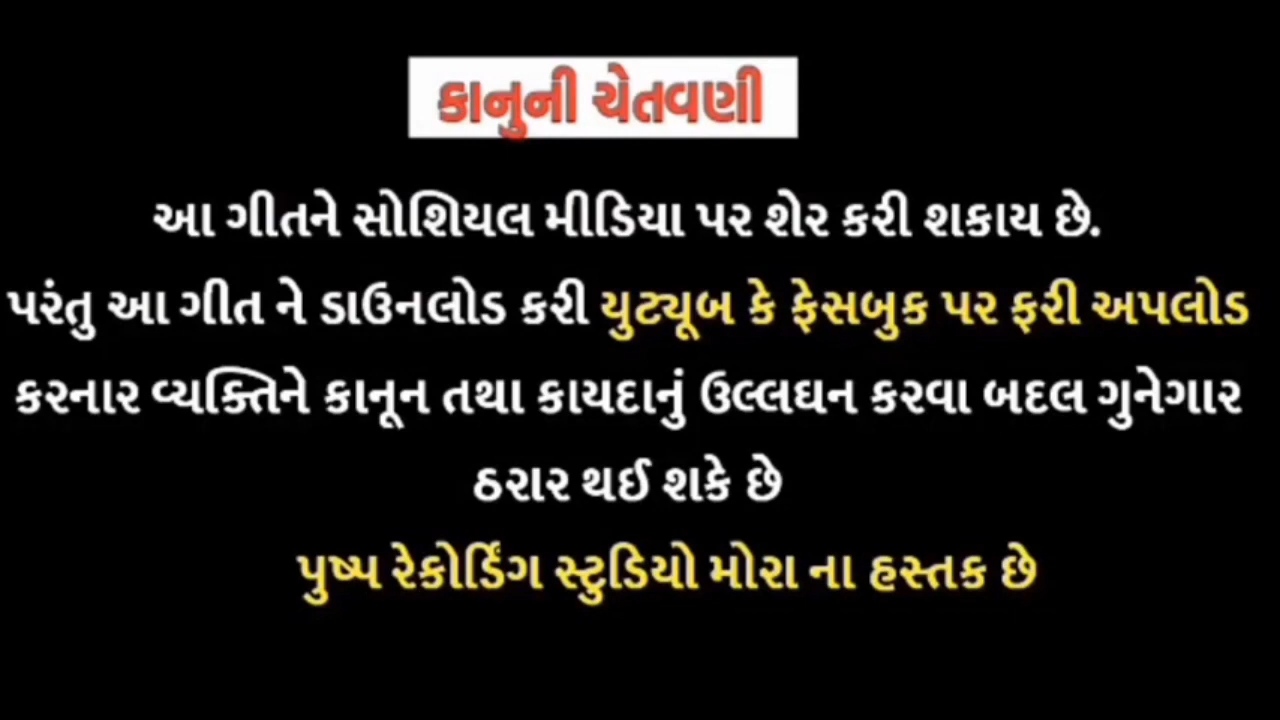 કાનુની ચેતવણી
આ ગીતને સોશિયલ મીડિયા પર શેર કરી શકાય છે.
પરંતુ આ ગીત ને ડાઉનલોડ કરી યુટ્યૂબ કે ફેસબુક પર ફરી અપલોડ
કરનાર વ્યક્તિને કાનૂન તથા કાયદાનું ઉલ્લઘન કરવા બદલ ગુનેગાર
ઠરાર થઈ શકે છે
પુષ્પ રેકોર્ડિંગ સ્ટુડિયો મોરા ના હસ્તક છે